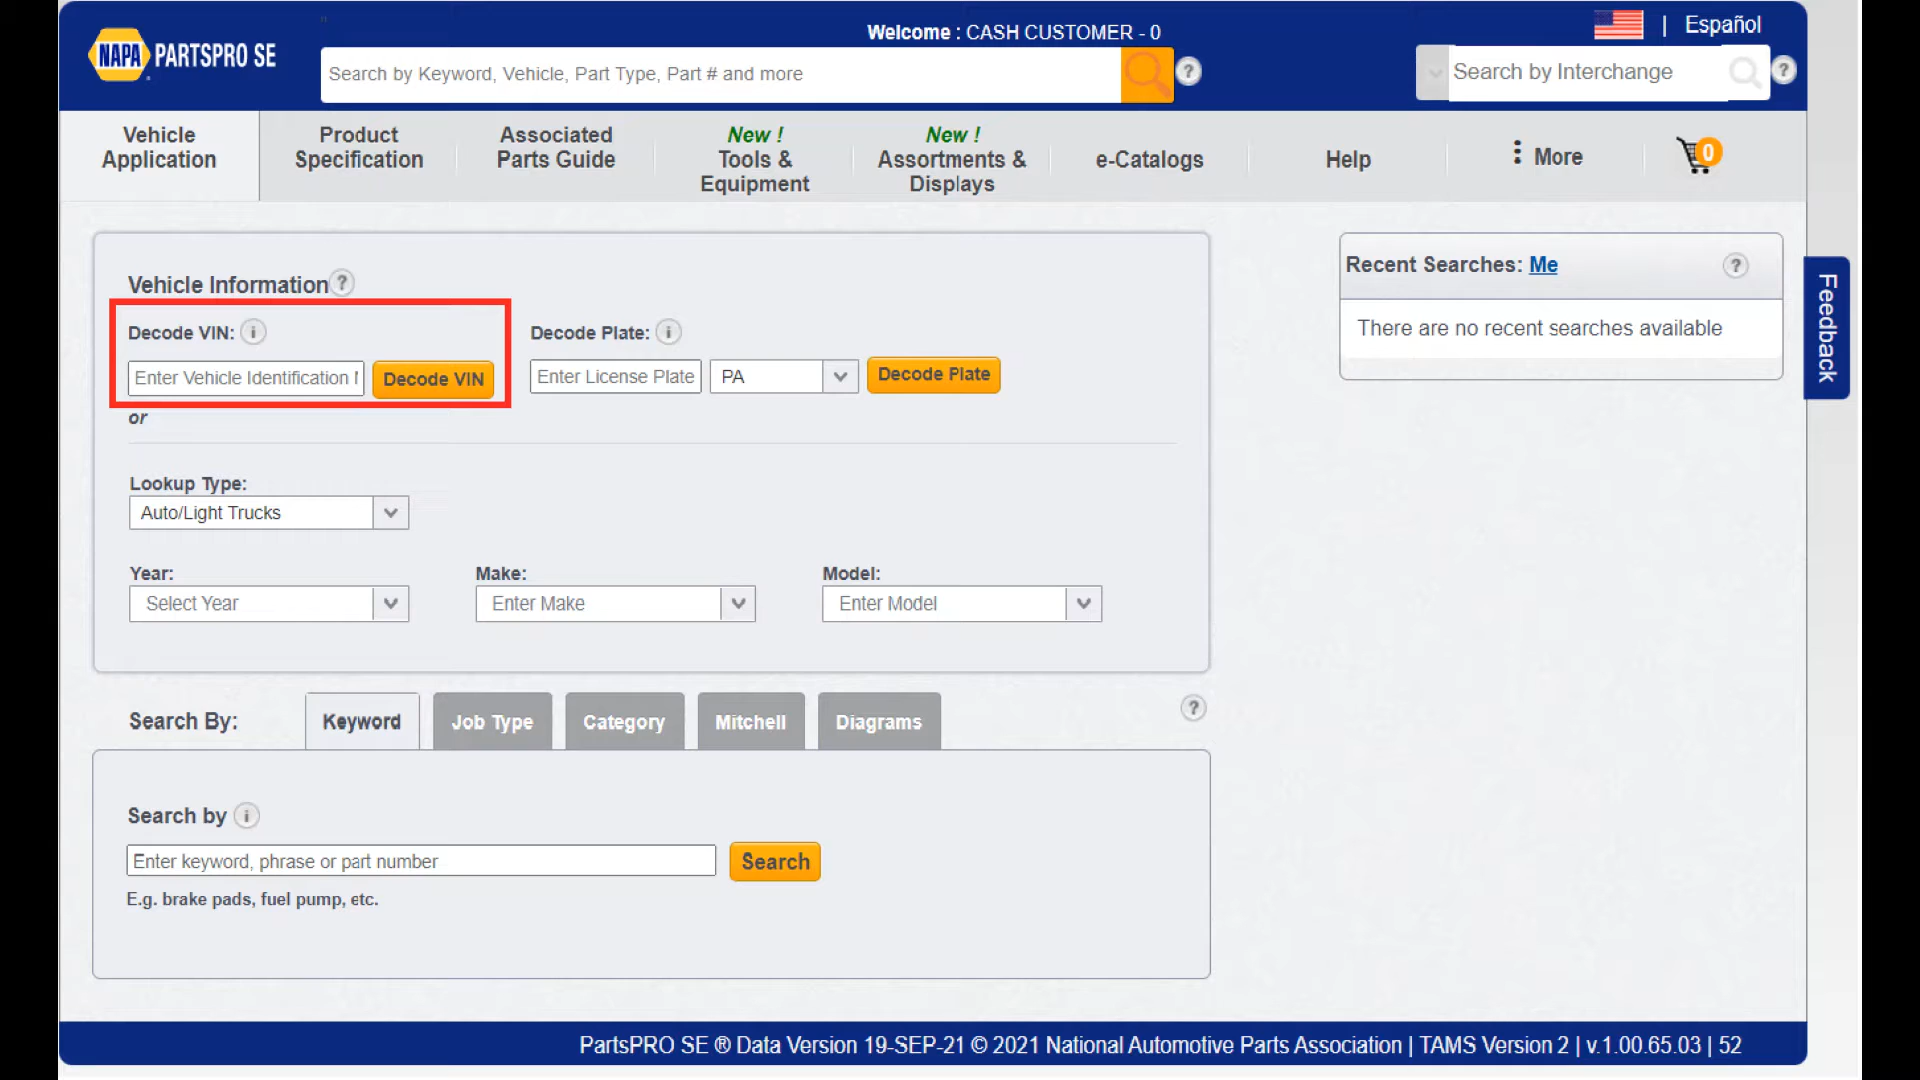 Welcome : CASH CUSTOMER - 0
| Español
NAPA PARTSPRO SE
Search by Keyword, Vehicle, Part Type, Part # and more
?
Search by Interchange
?
Vehicle Application
Product Specification
Associated Parts Guide
New ! Tools & Equipment
New ! Assortments & Displays
e-Catalogs
Help
More
0
Vehicle Information ?
Decode VIN: i
Enter Vehicle Identification
Decode VIN
Decode Plate: i
Enter License Plate
PA
Decode Plate
or
Lookup Type:
Auto/Light Trucks
Year:
Select Year
Make:
Enter Make
Model:
Enter Model
Recent Searches: Me ?
There are no recent searches available
Feedback
Search By:
Keyword
Job Type
Category
Mitchell
Diagrams
?
Search by i
Enter keyword, phrase or part number
Search
E.g. brake pads, fuel pump, etc.
PartsPRO SE ® Data Version 19-SEP-21 © 2021 National Automotive Parts Association | TAMS Version 2 | v.1.00.65.03 | 52